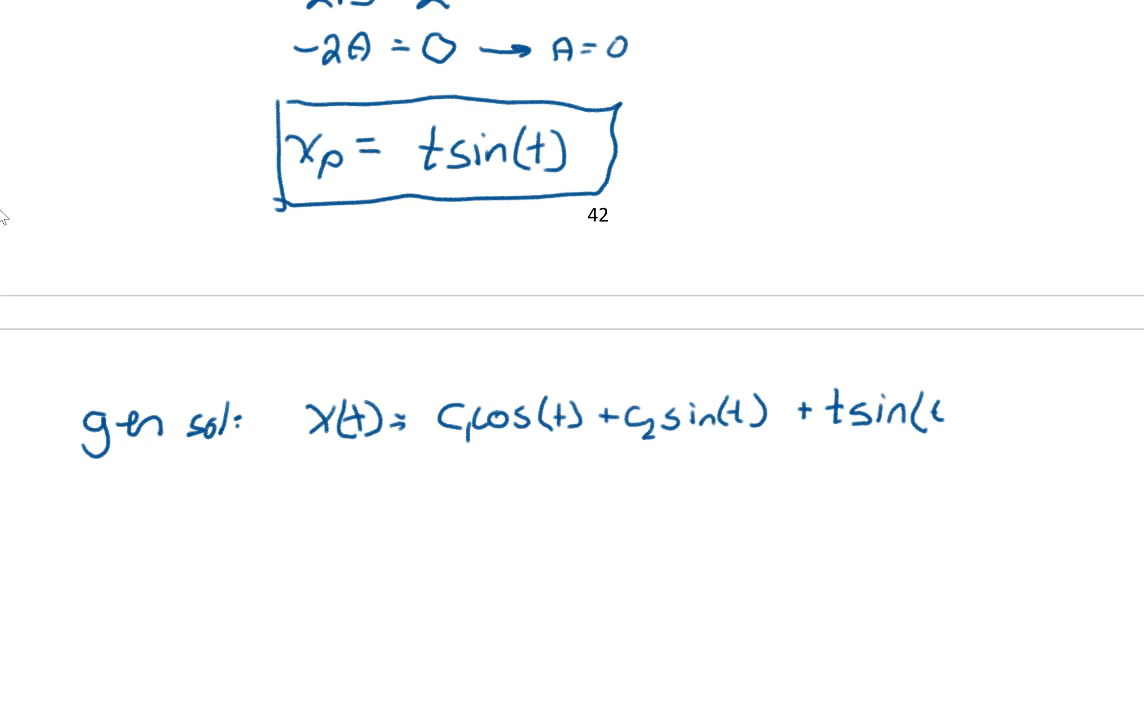 -2A = 0 → A = 0
xₚ = tsin(t)
42
gen sol: x(t) = C₁cos(t) + C₂sin(t) + tsin(t